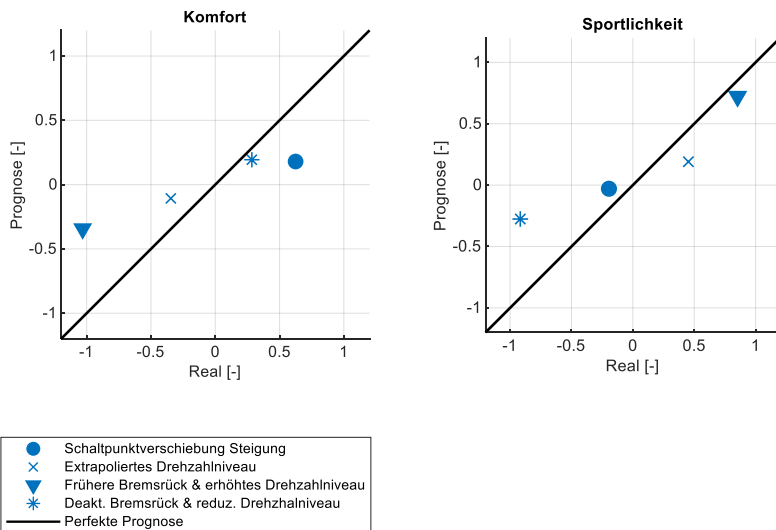 Komfort
1
0.5
0
-0.5
-1
Prognose [-]
-1 -0.5 0 0.5 1
Real [-]
Sportlichkeit
1
0.5
0
-0.5
-1
Prognose [-]
-1 -0.5 0 0.5 1
Real [-]
Schaltpunktverschiebung Steigung
Extrapoliertes Drehzahlniveau
Frühere Bremsrück & erhöhtes Drehzahlniveau
Deakt. Bremsrück & reduz. Drehzhalniveau
Perfekte Prognose